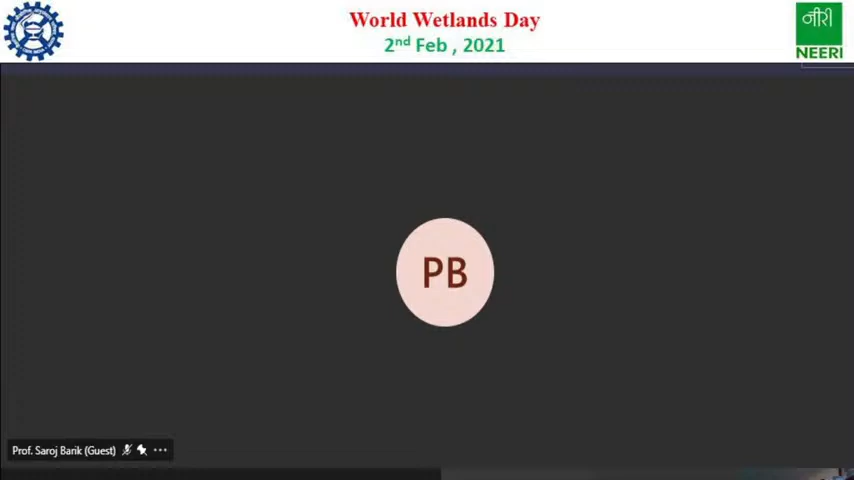 World Wetlands Day
2nd Feb , 2021
नीरी
NEERI
PB
Prof. Saroj Barik (Guest)